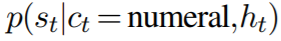 p(s_t|c_t = numeral,h_t)